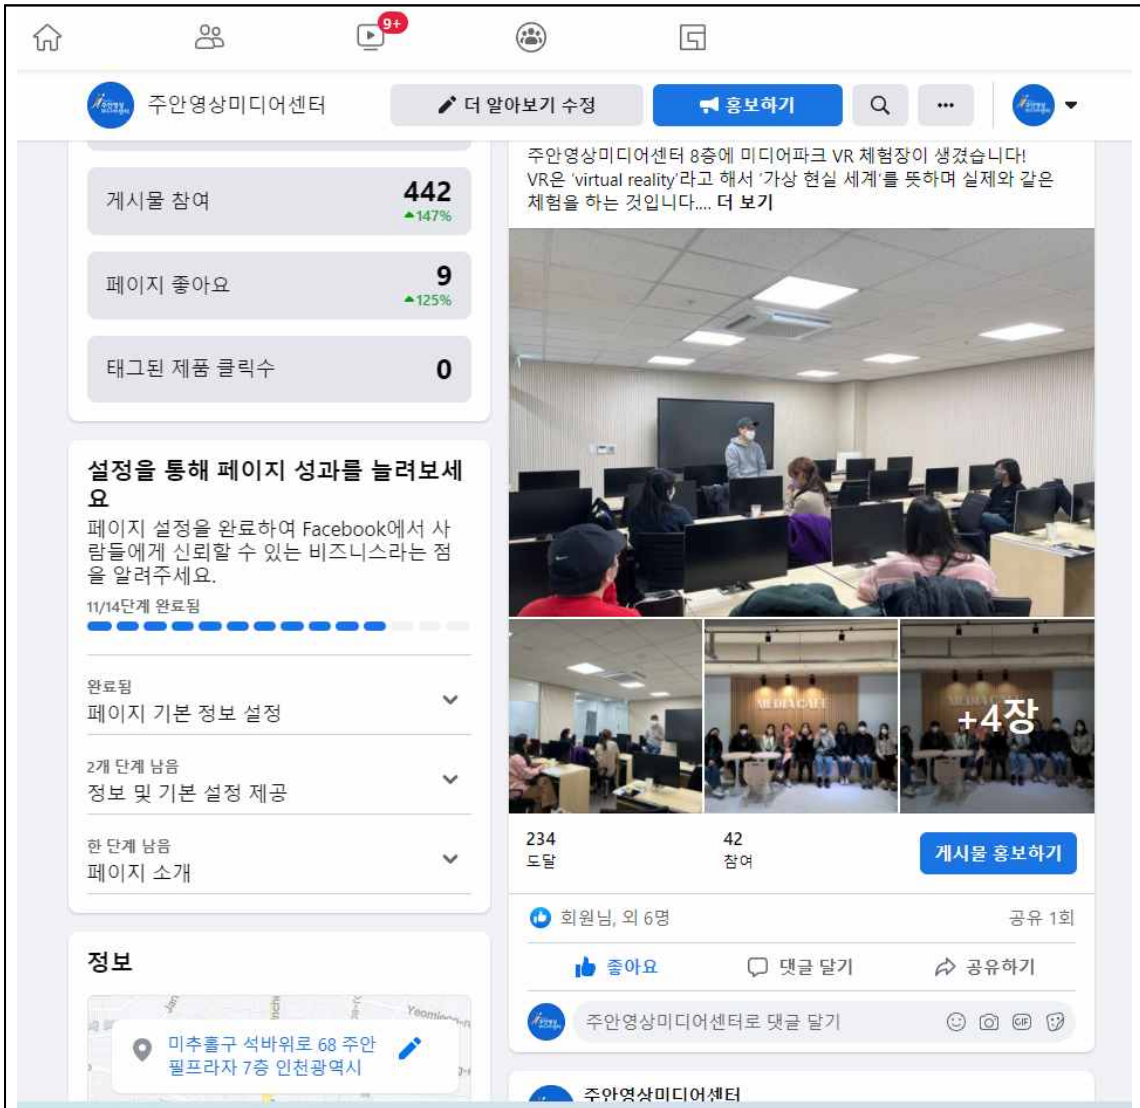 9+
주안영상미디어센터
더 알아보기 수정
홍보하기
게시물 참여
442
147%
페이지 좋아요
9
125%
태그된 제품 클릭수
0
설정을 통해 페이지 성과를 늘려보세
요
페이지 설정을 완료하여 Facebook에서 사
람들에게 신뢰할 수 있는 비즈니스라는 점
을 알려주세요.
11/14단계 완료됨
완료됨
페이지 기본 정보 설정
2개 단계 남음
정보 및 기본 설정 제공
한 단계 남음
페이지 소개
정보
미추홀구 석바위로 68 주안
필프라자 7층 인천광역시
주안영상미디어센터 8층에 미디어파크 VR 체험장이 생겼습니다!
VR은 'virtual reality'라고 해서 '가상 현실 세계'를 뜻하며 실제와 같은
체험을 하는 것입니다.... 더 보기
MEDIA CAFE
+4장
234
도달
42
참여
게시물 홍보하기
회원님, 외 6명
공유 1회
좋아요
댓글 달기
공유하기
주안영상미디어센터로 댓글 달기
GIF
주안영상미디어센터